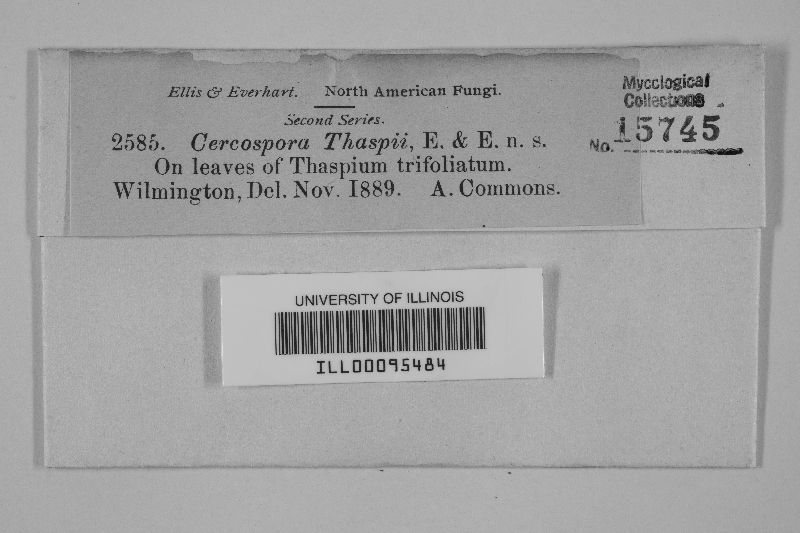 Ellis & Everhart. North American Fungi.
Second Series.
2585. Cercospora Thaspii, E. & E. n. s.
On leaves of Thaspium trifoliatum.
Wilmington, Del. Nov. 1889. A. Commons.
Mycological
Collections
No. 15745
UNIVERSITY OF ILLINOIS
ILL00095484